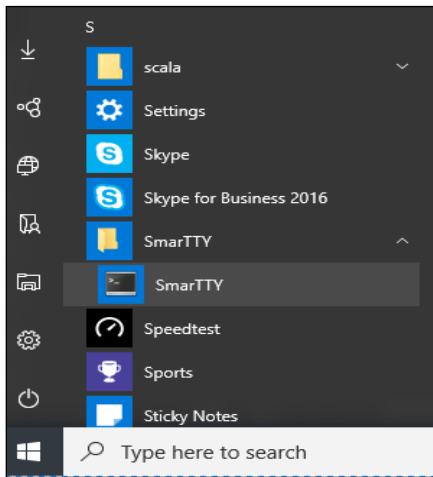 S
scala
Settings
Skype
Skype for Business 2016
SmarTTY
SmarTTY
Speedtest
Sports
Sticky Notes
Type here to search